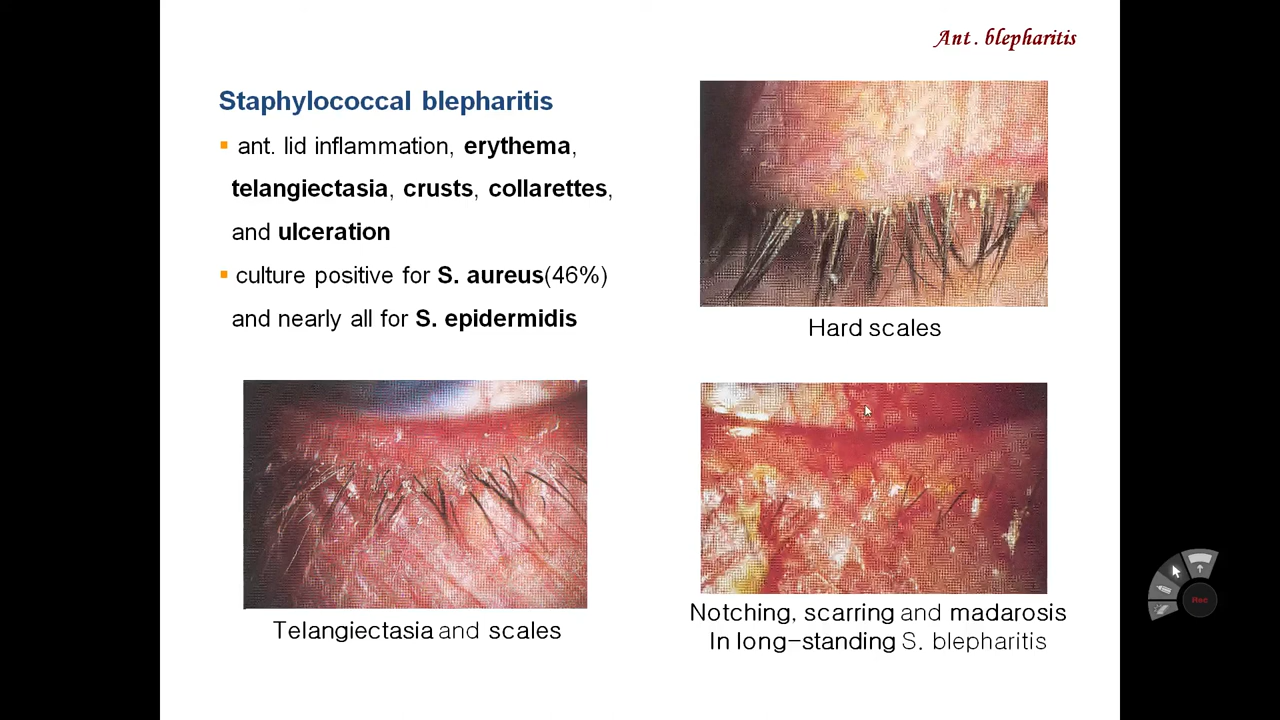 Ant. blepharitis
Staphylococcal blepharitis
▪ ant. lid inflammation, erythema,
telangiectasia, crusts, collarettes,
and ulceration
▪ culture positive for S. aureus(46%)
and nearly all for S. epidermidis
Hard scales
Telangiectasia and scales
Notching, scarring and madarosis
In long-standing S. blepharitis
Rec